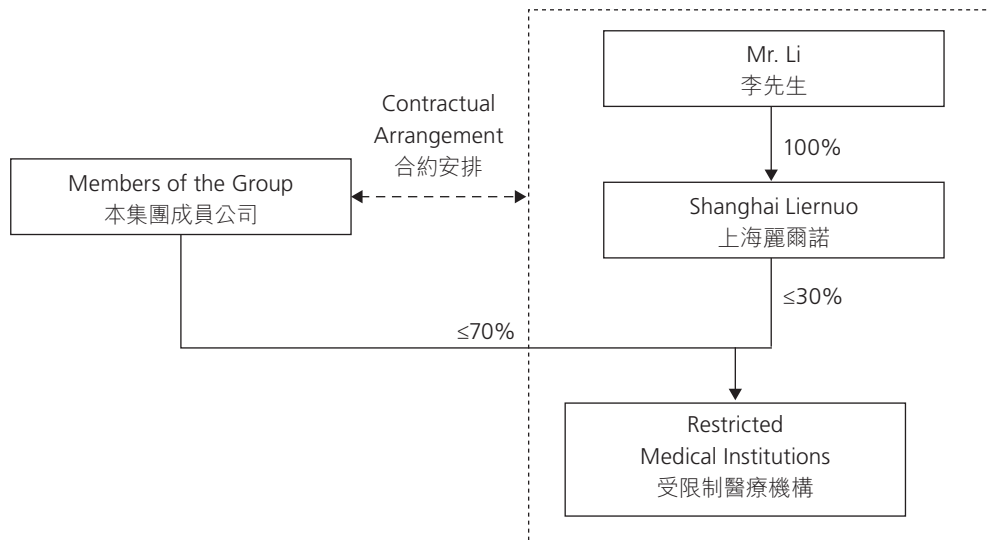 Mr. Li
李先生
Contractual
Arrangement
合約安排
100%
Members of the Group
本集團成員公司
Shanghai Liernuo
上海麗爾諾
≤30%
≤70%
Restricted
Medical Institutions
受限制醫療機構